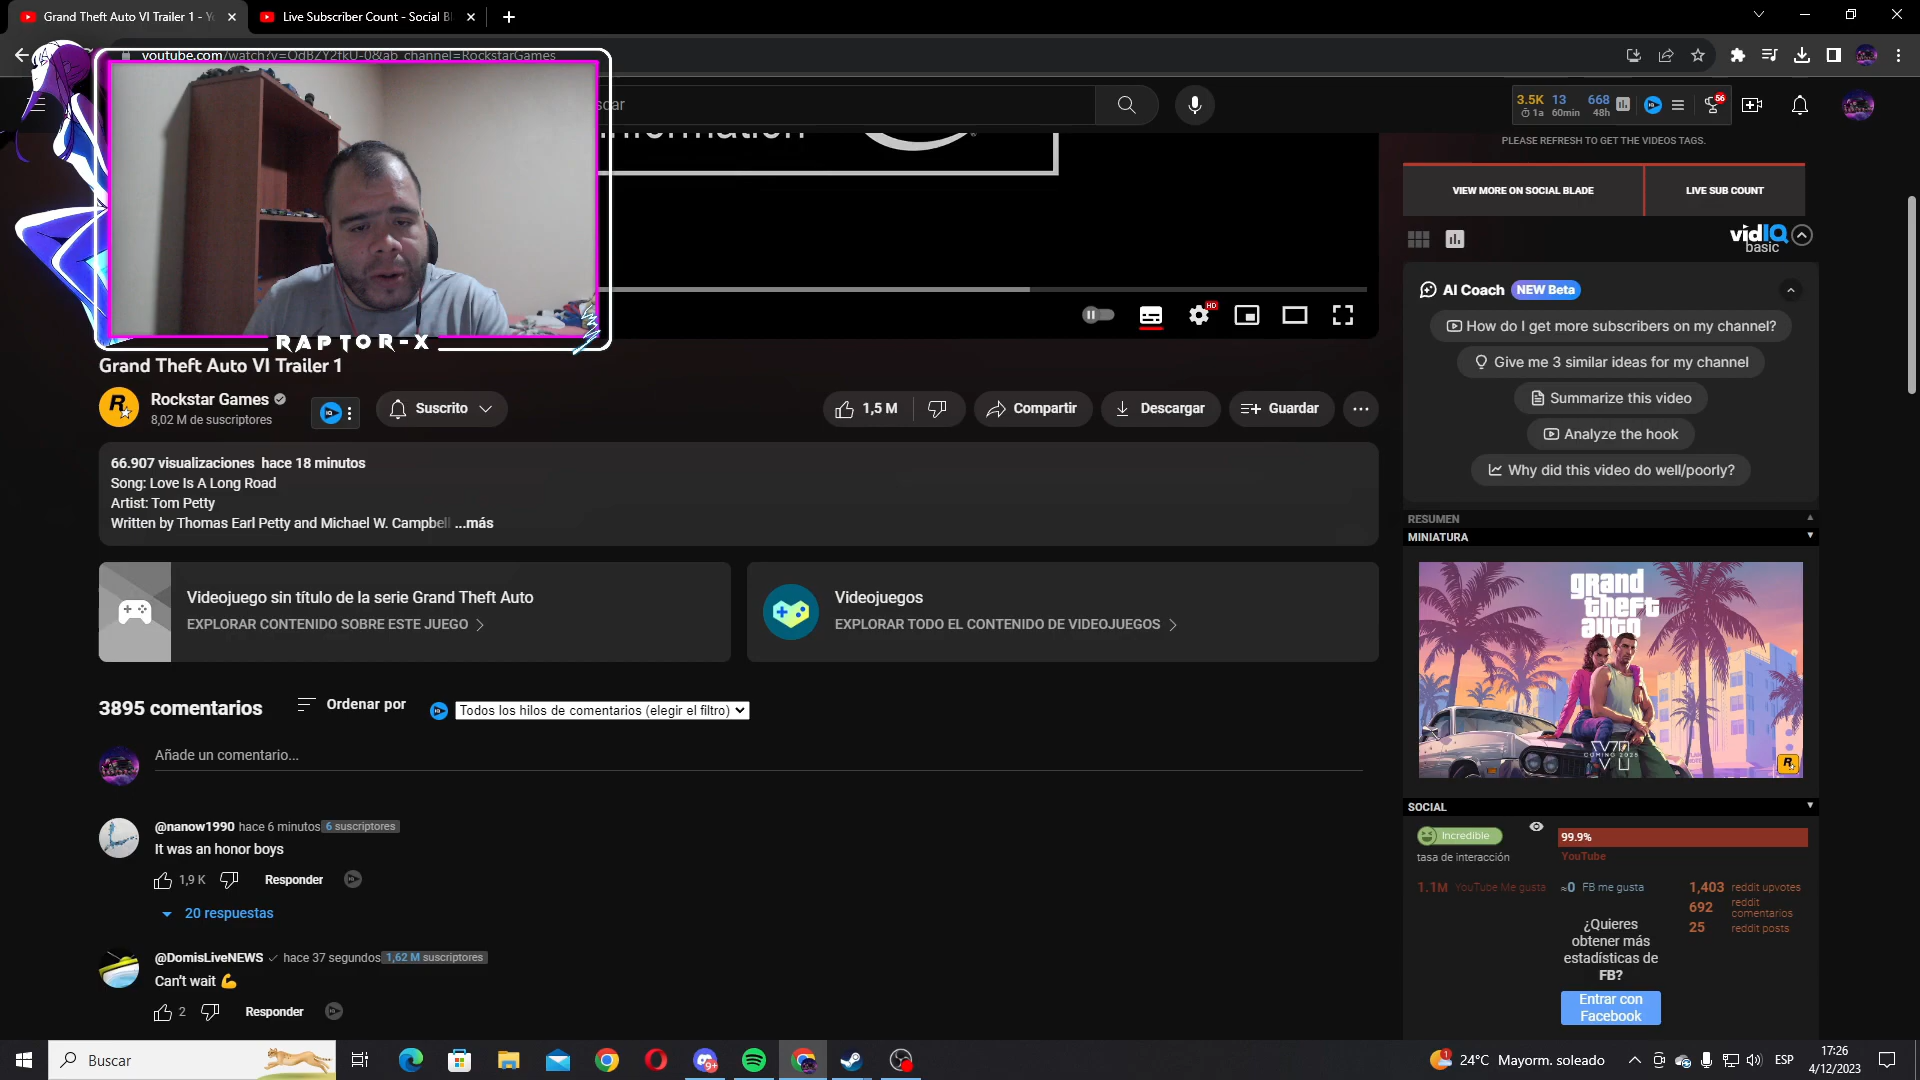 Grand Theft Auto VI Trailer 1 - Y
Live Subscriber Count - Social Bl
youtube.com/watch?v=QdBZY2fkU-0&ab_channel=RockstarGames
scar
3.5K 13 668
1a 60min 48h
56
PLEASE REFRESH TO GET THE VIDEOS TAGS.
VIEW MORE ON SOCIAL BLADE
LIVE SUB COUNT
vidIQ
basic
AI Coach NEW Beta
How do I get more subscribers on my channel?
Give me 3 similar ideas for my channel
Summarize this video
Analyze the hook
Why did this video do well/poorly?
HD
RAPTOR-X
Grand Theft Auto VI Trailer 1
Rockstar Games
8,02 M de suscriptores
Suscrito
1,5 M
Compartir
Descargar
Guardar
66.907 visualizaciones hace 18 minutos
Song: Love Is A Long Road
Artist: Tom Petty
Written by Thomas Earl Petty and Michael W. Campbell ...más
Videojuego sin título de la serie Grand Theft Auto
EXPLORAR CONTENIDO SOBRE ESTE JUEGO
Videojuegos
EXPLORAR TODO EL CONTENIDO DE VIDEOJUEGOS
3895 comentarios
Ordenar por
Todos los hilos de comentarios (elegir el filtro)
Añade un comentario...
@nanow1990 hace 6 minutos 6 suscriptores
It was an honor boys
1,9 K
Responder
20 respuestas
@DomisLiveNEWS hace 37 segundos 1,62 M suscriptores
Can't wait 💪
2
Responder
RESUMEN
MINIATURA
grand
theft
auto
VI
COMING 2025
R
SOCIAL
Incredible
tasa de interacción
99.9%
YouTube
1.1M YouTube Me gusta
≈0 FB me gusta
1,403 reddit upvotes
692 reddit comentarios
25 reddit posts
¿Quieres
obtener más
estadísticas de
FB?
Entrar con
Facebook
Buscar
9+
1
24°C Mayorm. soleado
ESP
17:26
4/12/2023